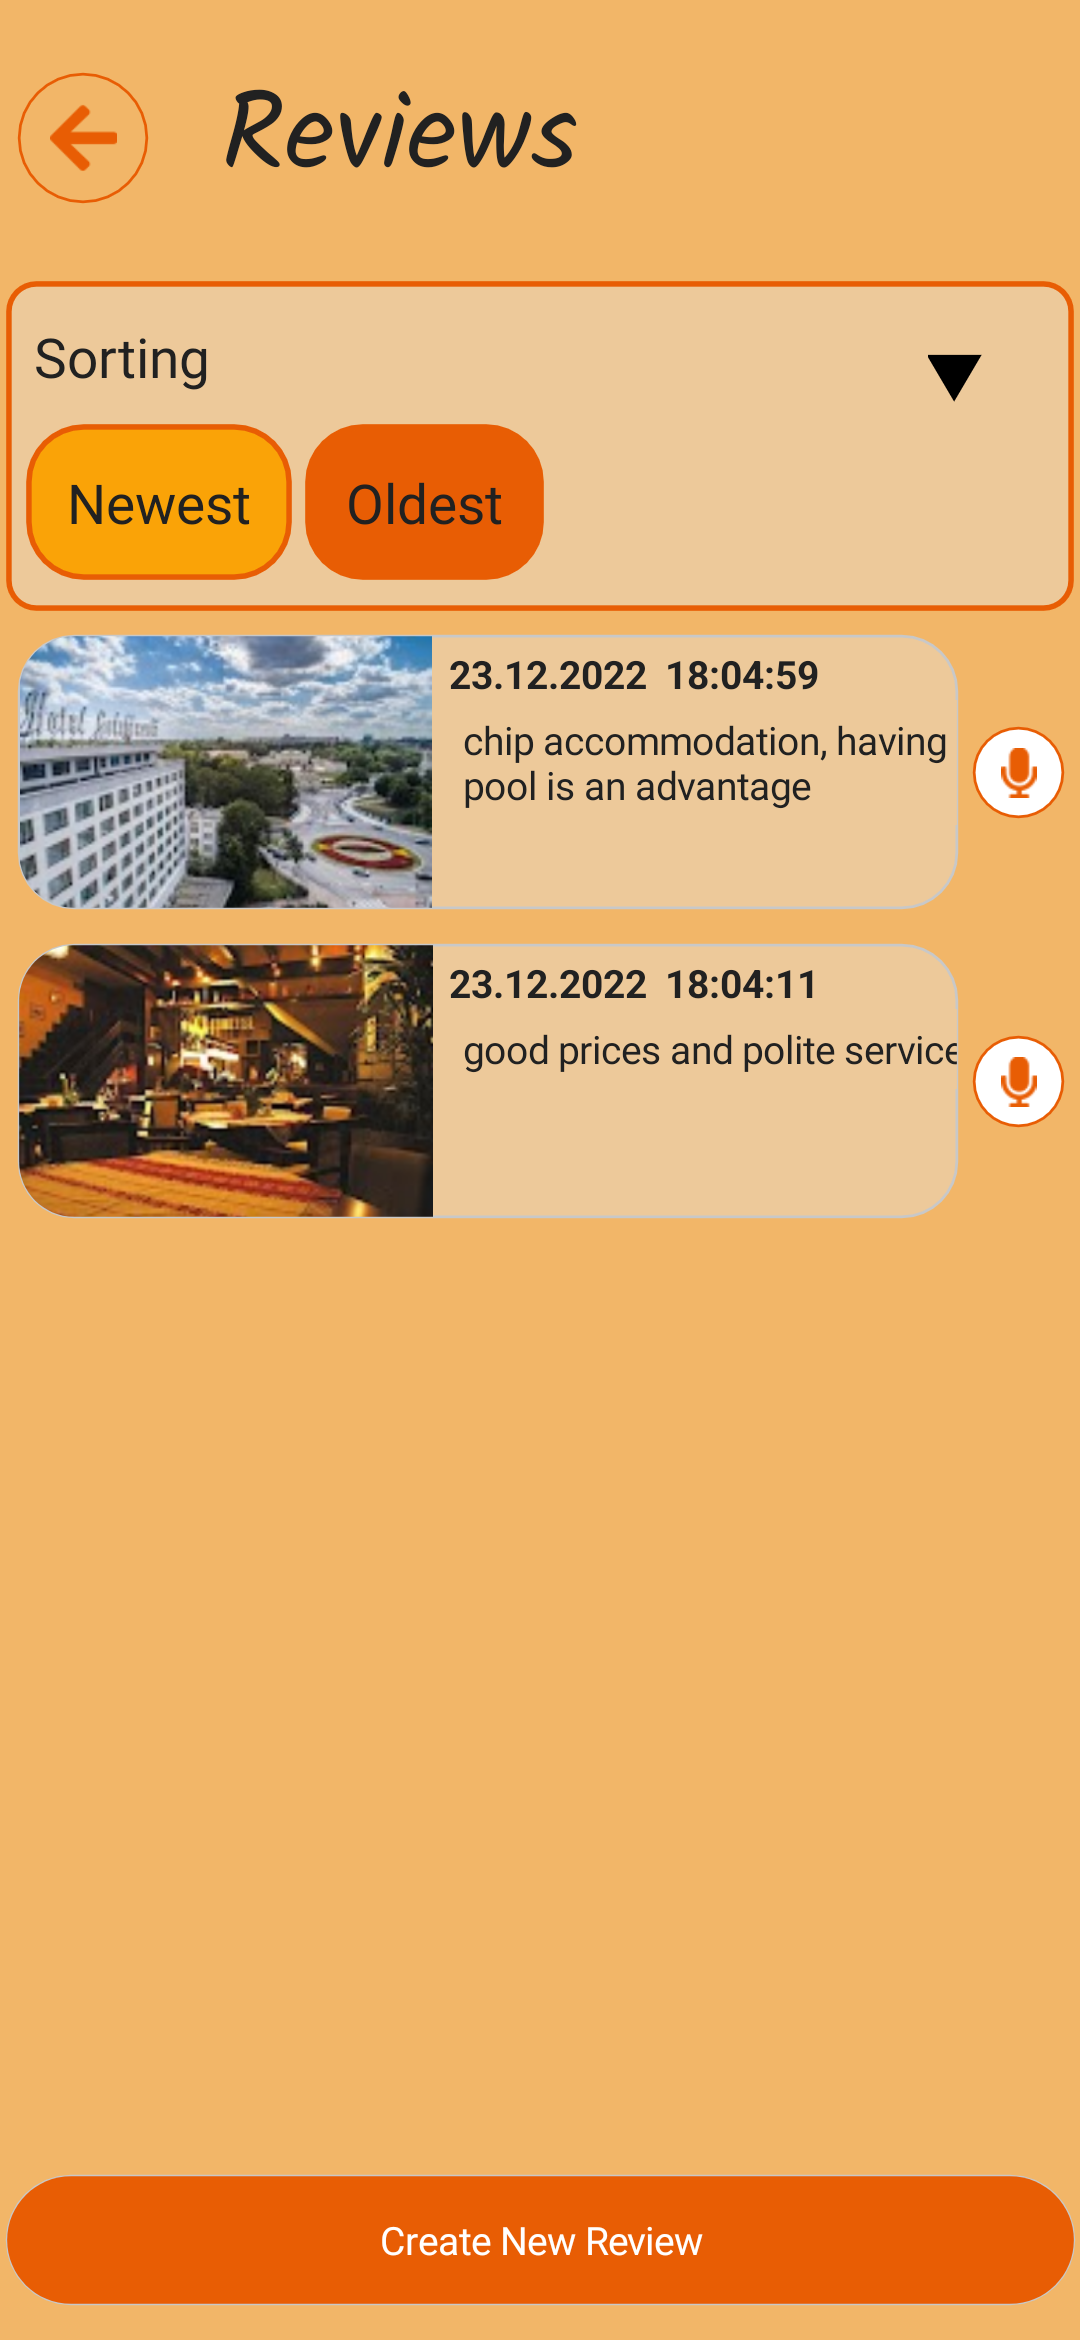 Reviews
Sorting
Newest
Oldest
Hotel
23.12.2022 18:04:59
chip accommodation, having
pool is an advantage
23.12.2022 18:04:11
good prices and polite service
Create New Review